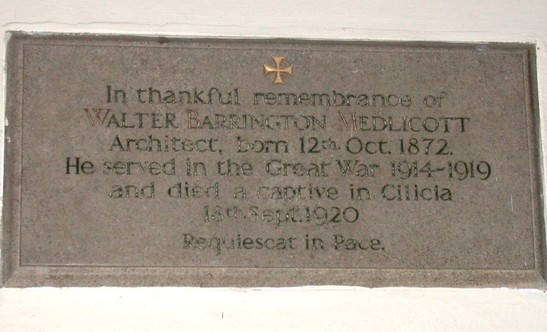 In thankful remembrance of
WALTER BARRINGTON MEDLICOTT
Architect, born 12th Oct. 1872.
He served in the Great War 1914-1919
and died a captive in Cilicia
18th Sept. 1920
Requiescat in Pace.